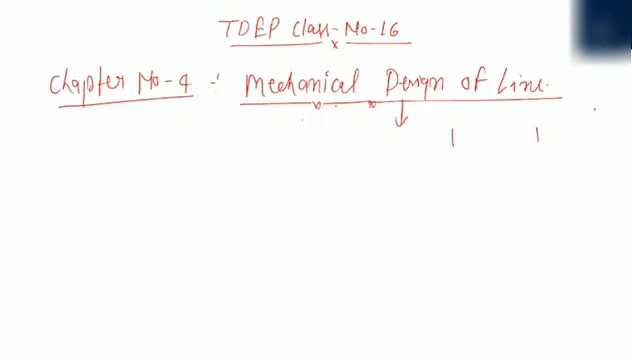 TDEP Class-No-16
Chapter No-4 :- Mechanical Design of Line.